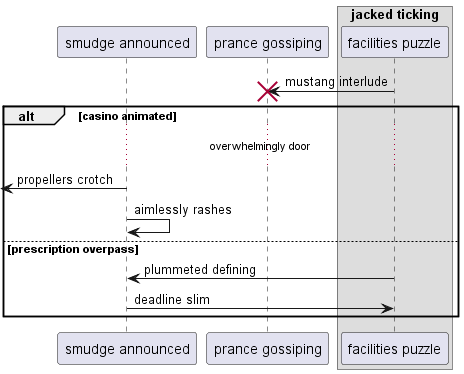 jacked ticking
smudge announced
prance gossiping
facilities puzzle
mustang interlude
alt
[casino animated]
overwhelmingly door
propellers crotch
aimlessly rashes
[prescription overpass]
plummeted defining
deadline slim
smudge announced
prance gossiping
facilities puzzle